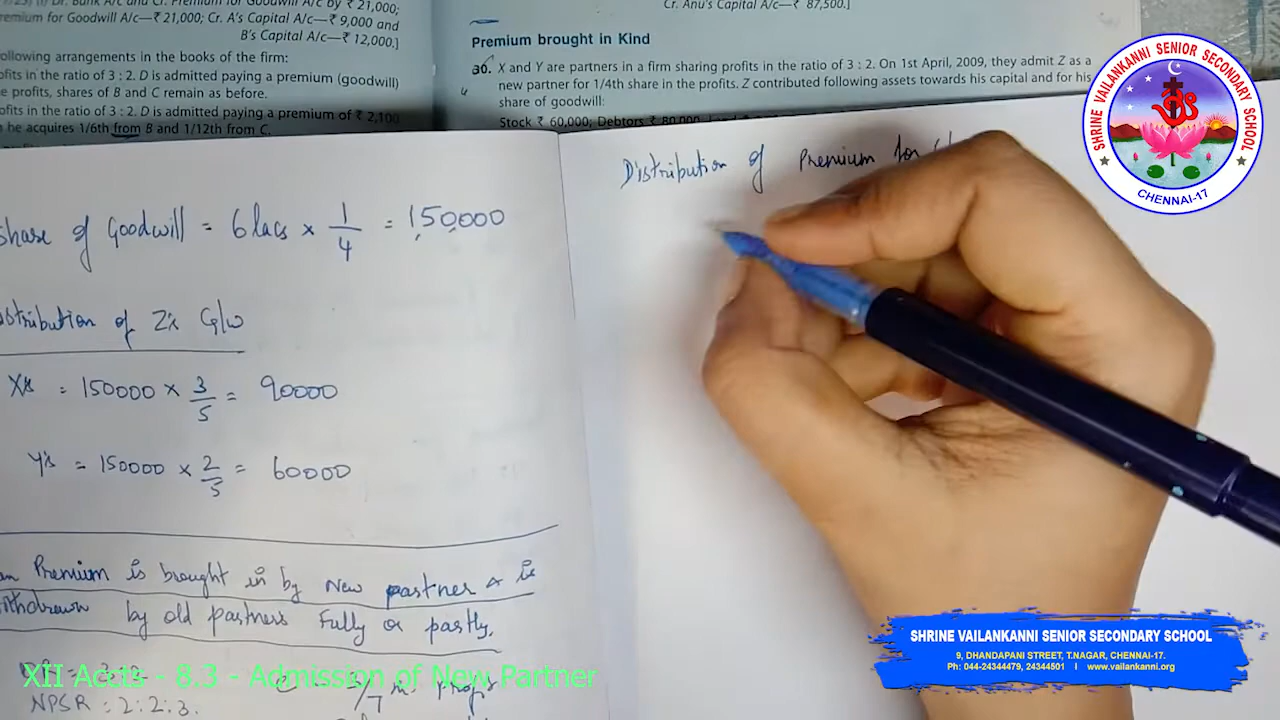 (i) Dr. Bank A/c and Cr. Premium for Goodwill A/c by ₹ 21,000;
remium for Goodwill A/c—₹ 21,000; Cr. A's Capital A/c—₹ 9,000 and
B's Capital A/c—₹ 12,000.]
ollowing arrangements in the books of the firm:
ofits in the ratio of 3 : 2. D is admitted paying a premium (goodwill)
e profits, shares of B and C remain as before.
ofits in the ratio of 3 : 2. D is admitted paying a premium of ₹ 2,100
h he acquires 1/6th from B and 1/12th from C.
Cr. Anu's Capital A/c—₹ 87,500.]
Premium brought in Kind
30. X and Y are partners in a firm sharing profits in the ratio of 3 : 2. On 1st April, 2009, they admit Z as a
new partner for 1/4th share in the profits. Z contributed following assets towards his capital and for his
share of goodwill:
Stock ₹ 60,000; Debtors ₹ 80,000
share of Goodwill = 6 lacs × 1/4 = 150,000
stribution of Z's G/w
X's = 150000 × 3/5 = 90000
Y's = 150000 × 2/5 = 60000
Premium is brought in by New partner & is
ithdrawn by old partners Fully or partly.
NPSR : 2:2:3.
3/7 in profits
Distribution of Premium for
SHRINE VAILANKANNI SENIOR SECONDARY SCHOOL
CHENNAI-17
XII Accts - 8.3 - Admission of New Partner
SHRINE VAILANKANNI SENIOR SECONDARY SCHOOL
9, DHANDAPANI STREET, T.NAGAR, CHENNAI-17.
Ph: 044-24344479, 24344501 I www.vailankanni.org